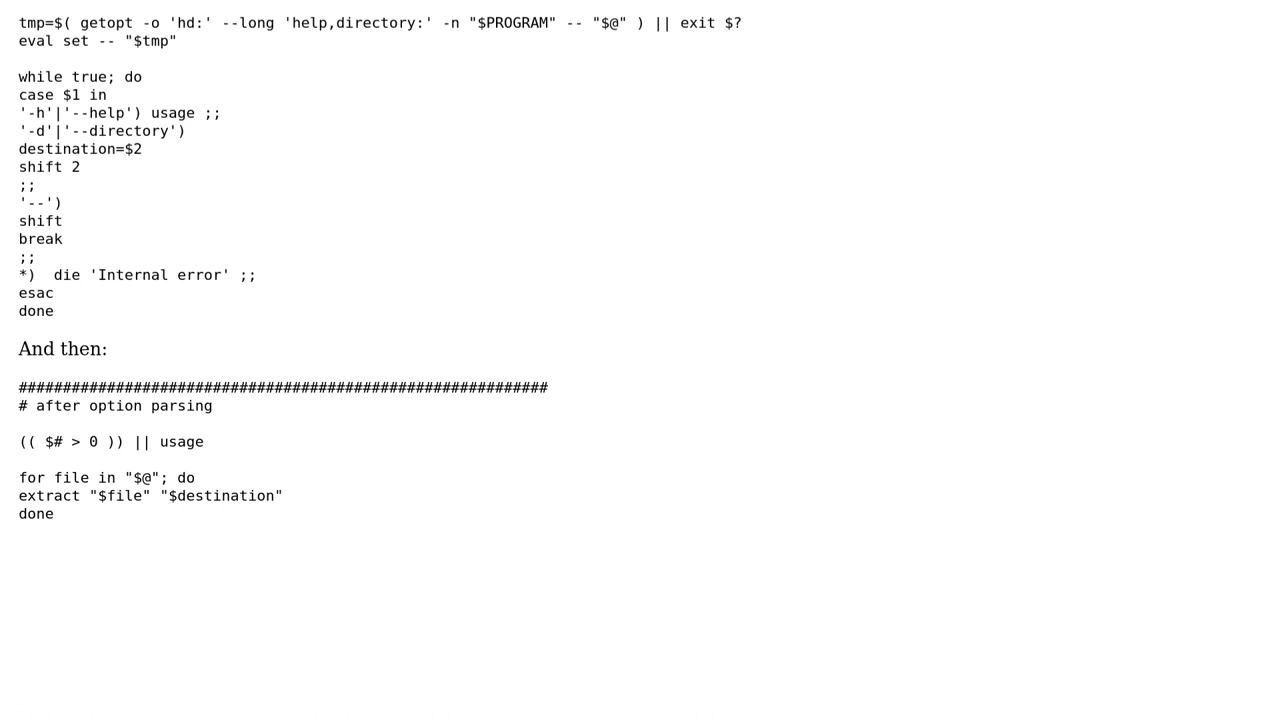 tmp=$( getopt -o 'hd:' --long 'help,directory:' -n "$PROGRAM" -- "$@" ) || exit $?
eval set -- "$tmp"

while true; do
case $1 in
'-h'|'--help') usage ;;
'-d'|'--directory')
destination=$2
shift 2
;;
'--')
shift
break
;;
*)  die 'Internal error' ;;
esac
done

And then:

############################################################
# after option parsing

(( $# > 0 )) || usage

for file in "$@"; do
extract "$file" "$destination"
done